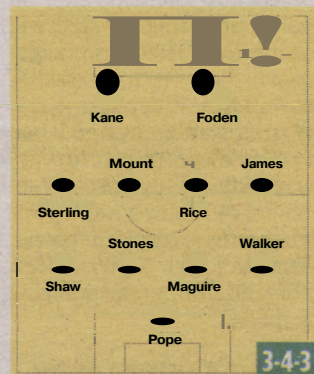 П!
Kane Foden
Mount James
Sterling Rice
Stones Walker
Shaw Maguire
Pope
3-4-3